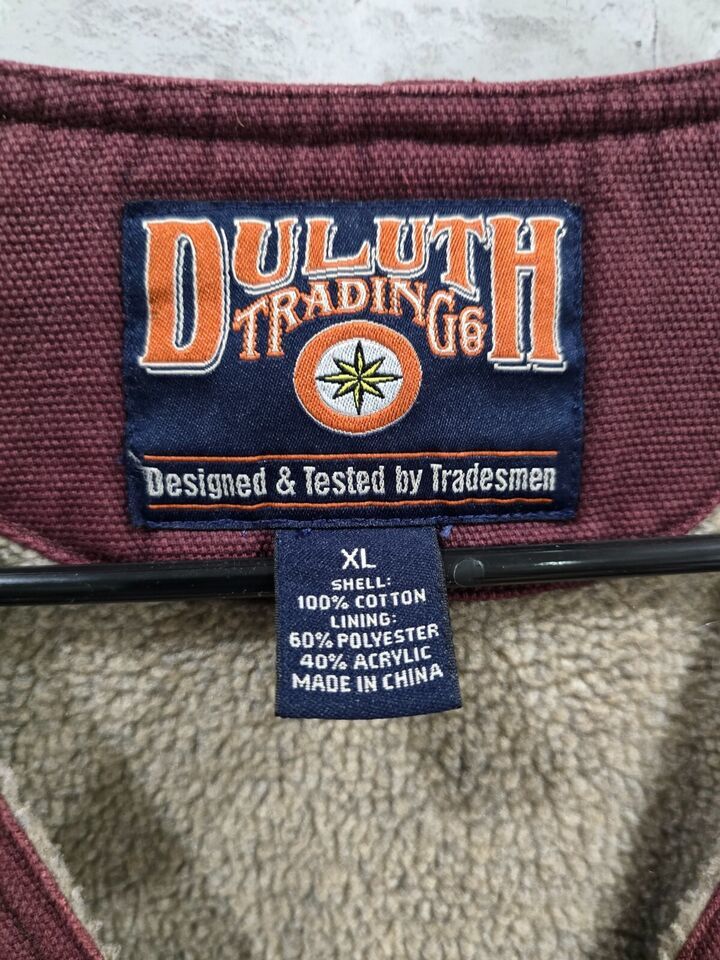 DULUTH
TRADING Co
Designed & Tested by Tradesmen
XL
SHELL:
100% COTTON
LINING:
60% POLYESTER
40% ACRYLIC
MADE IN CHINA